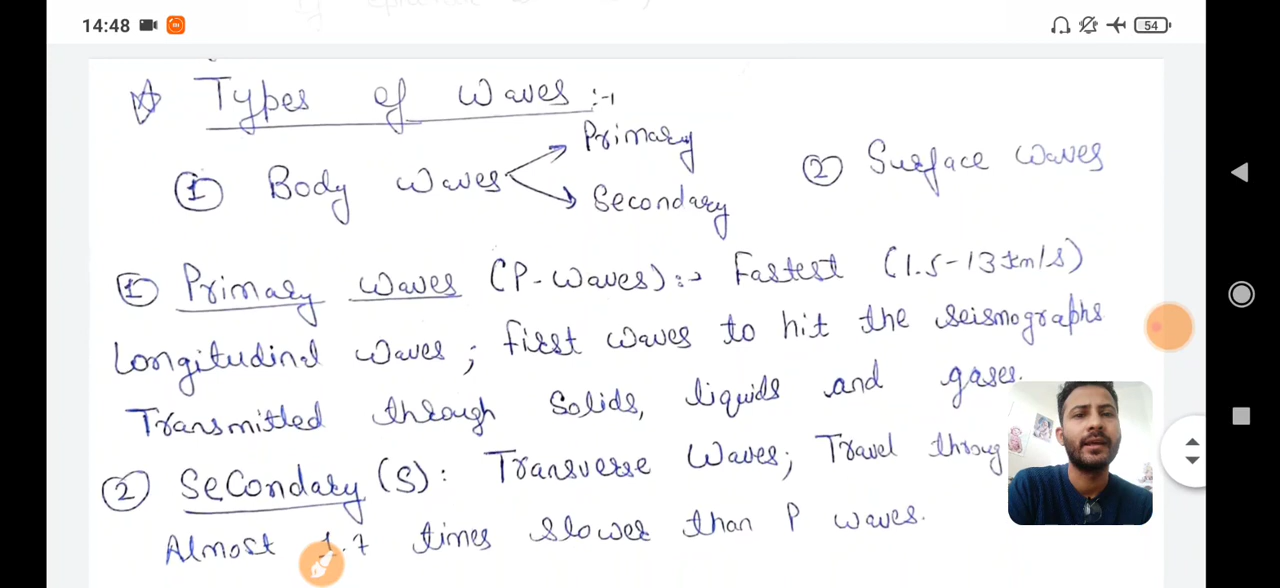 14:48
54
Types of Waves :-
① Body Waves
Primary
Secondary
② Surface Waves
① Primary Waves (P-Waves) :→ Fastest (1.5-13 km/s)
Longitudinal Waves; first waves to hit the seismographs
Transmitted through Solids, liquids and gases.
② Secondary (S) : Transverse Waves; Travel throug
Almost 1.7 times slower than P waves.